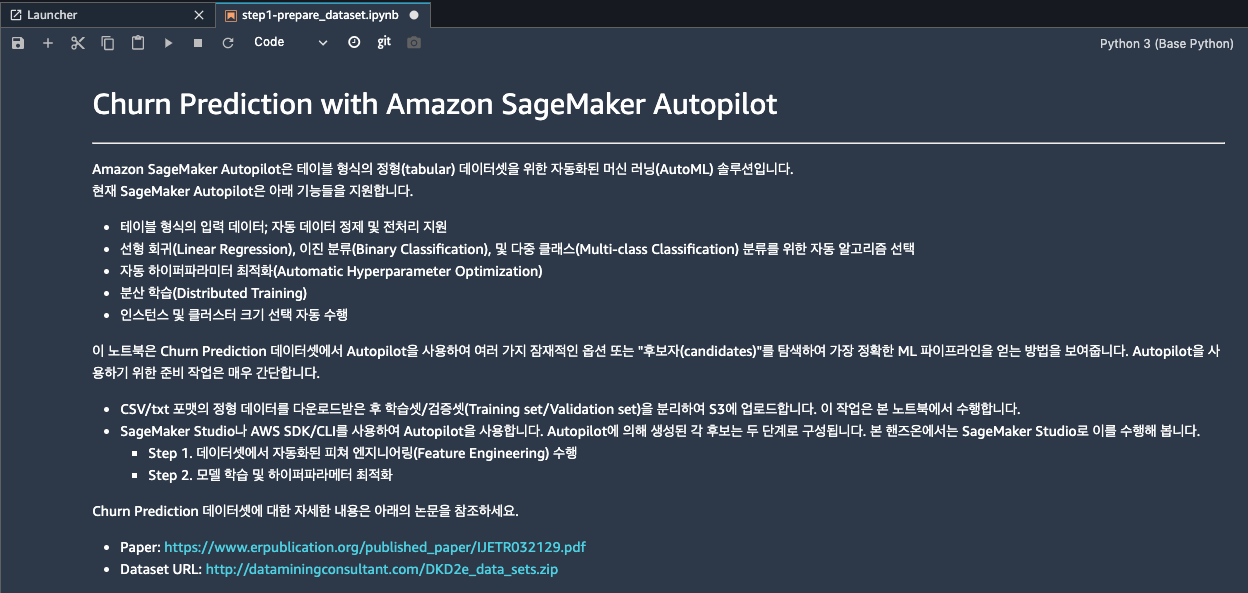 Launcher
step1-prepare_dataset.ipynb
Code
git
Python 3 (Base Python)
Churn Prediction with Amazon SageMaker Autopilot
Amazon SageMaker Autopilot은 테이블 형식의 정형(tabular) 데이터셋을 위한 자동화된 머신 러닝(AutoML) 솔루션입니다.
현재 SageMaker Autopilot은 아래 기능들을 지원합니다.
• 테이블 형식의 입력 데이터; 자동 데이터 정제 및 전처리 지원
• 선형 회귀(Linear Regression), 이진 분류(Binary Classification), 및 다중 클래스(Multi-class Classification) 분류를 위한 자동 알고리즘 선택
• 자동 하이퍼파라미터 최적화(Automatic Hyperparameter Optimization)
• 분산 학습(Distributed Training)
• 인스턴스 및 클러스터 크기 선택 자동 수행
이 노트북은 Churn Prediction 데이터셋에서 Autopilot을 사용하여 여러 가지 잠재적인 옵션 또는 "후보자(candidates)"를 탐색하여 가장 정확한 ML 파이프라인을 얻는 방법을 보여줍니다. Autopilot을 사
용하기 위한 준비 작업은 매우 간단합니다.
• CSV/txt 포맷의 정형 데이터를 다운로드받은 후 학습셋/검증셋(Training set/Validation set)을 분리하여 S3에 업로드합니다. 이 작업은 본 노트북에서 수행합니다.
• SageMaker Studio나 AWS SDK/CLI를 사용하여 Autopilot을 사용합니다. Autopilot에 의해 생성된 각 후보는 두 단계로 구성됩니다. 본 핸즈온에서는 SageMaker Studio로 이를 수행해 봅니다.
▪ Step 1. 데이터셋에서 자동화된 피쳐 엔지니어링(Feature Engineering) 수행
▪ Step 2. 모델 학습 및 하이퍼파라메터 최적화
Churn Prediction 데이터셋에 대한 자세한 내용은 아래의 논문을 참조하세요.
• Paper: https://www.erpublication.org/published_paper/IJETR032129.pdf
• Dataset URL: http://dataminingconsultant.com/DKD2e_data_sets.zip